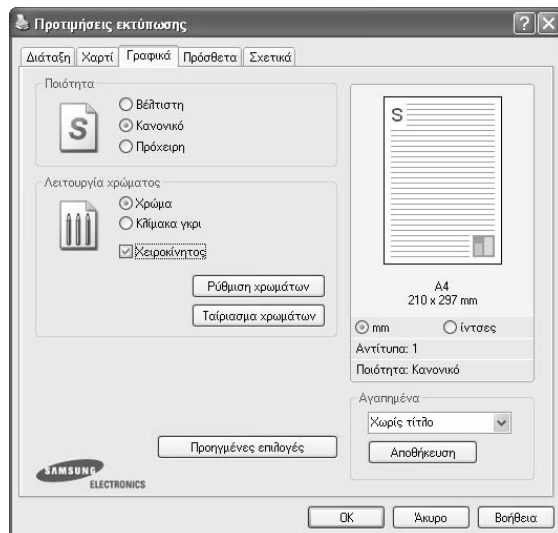 Προτιμήσεις εκτύπωσης
Διάταξη Χαρτί Γραφικά Πρόσθετα Σχετικά
Ποιότητα
S
Βέλτιστη
Κανονικό
Πρόχειρη
Λειτουργία χρώματος
Χρώμα
Κλίμακα γκρι
Χειροκίνητος
Ρύθμιση χρωμάτων
Ταίριασμα χρωμάτων
Προηγμένες επιλογές
SAMSUNG
ELECTRONICS
S
A4
210 x 297 mm
mm ίντσες
Αντίτυπα: 1
Ποιότητα: Κανονικό
Αγαπημένα
Χωρίς τίτλο
Αποθήκευση
OK Άκυρο Βοήθεια